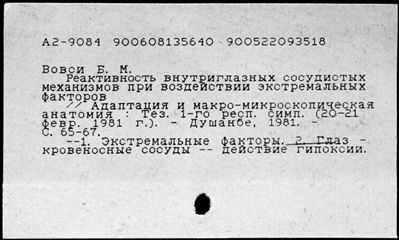 А2-9084 900608135640 900522093518
Вовси Б. М.
Реактивность внутриглазных сосудистых
механизмов при воздействии экстремальных
факторов
// Адаптация и макро-микроскопическая
анатомия : Тез. 1-го респ. симп. (20-21
февр. 1981 г.). - Душанбе, 1981. -
С. 65-67.
--1. Экстремальные факторы. 2. Глаз -
кровеносные сосуды -- действие гипоксии.